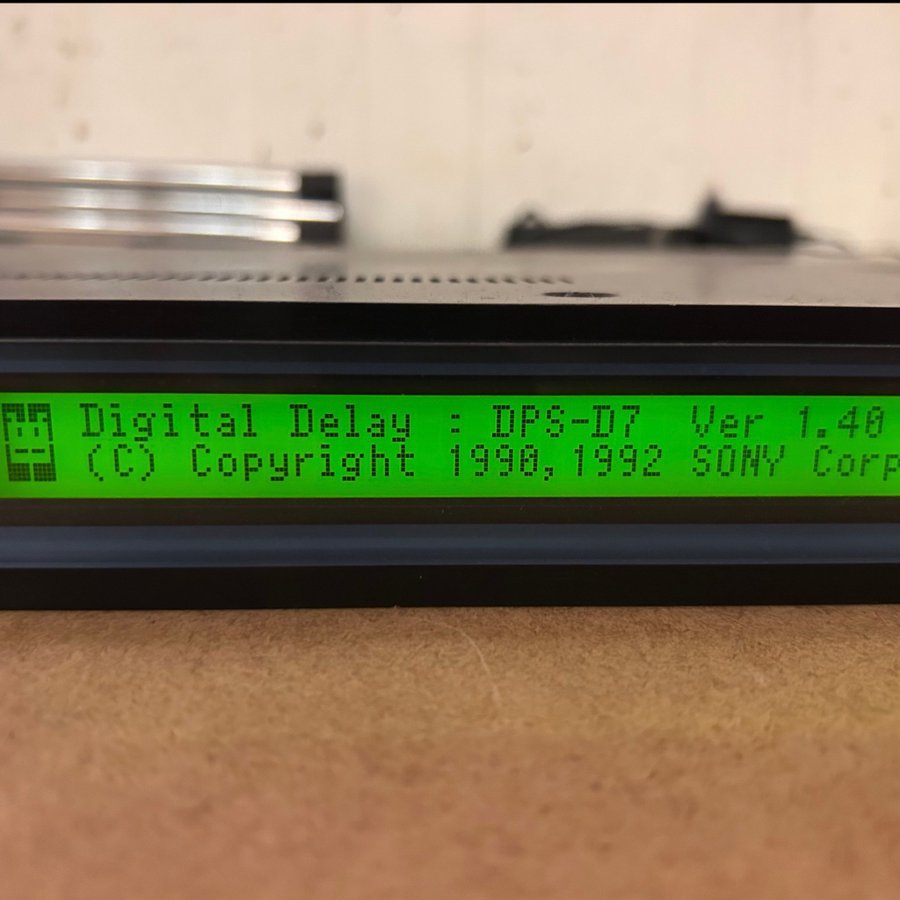 Digital Delay : DPS-D7 Ver 1.40
(C) Copyright 1990,1992 SONY Corp